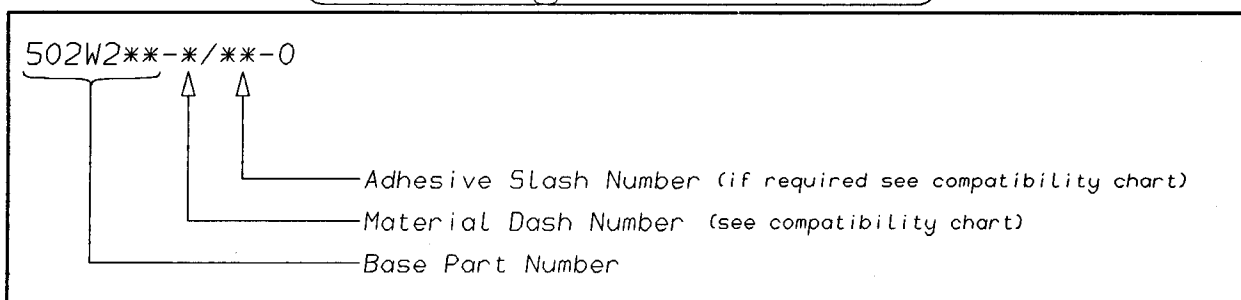 502W2**-*/**-0
Adhesive Slash Number (if required see compatibility chart)
Material Dash Number (see compatibility chart)
Base Part Number